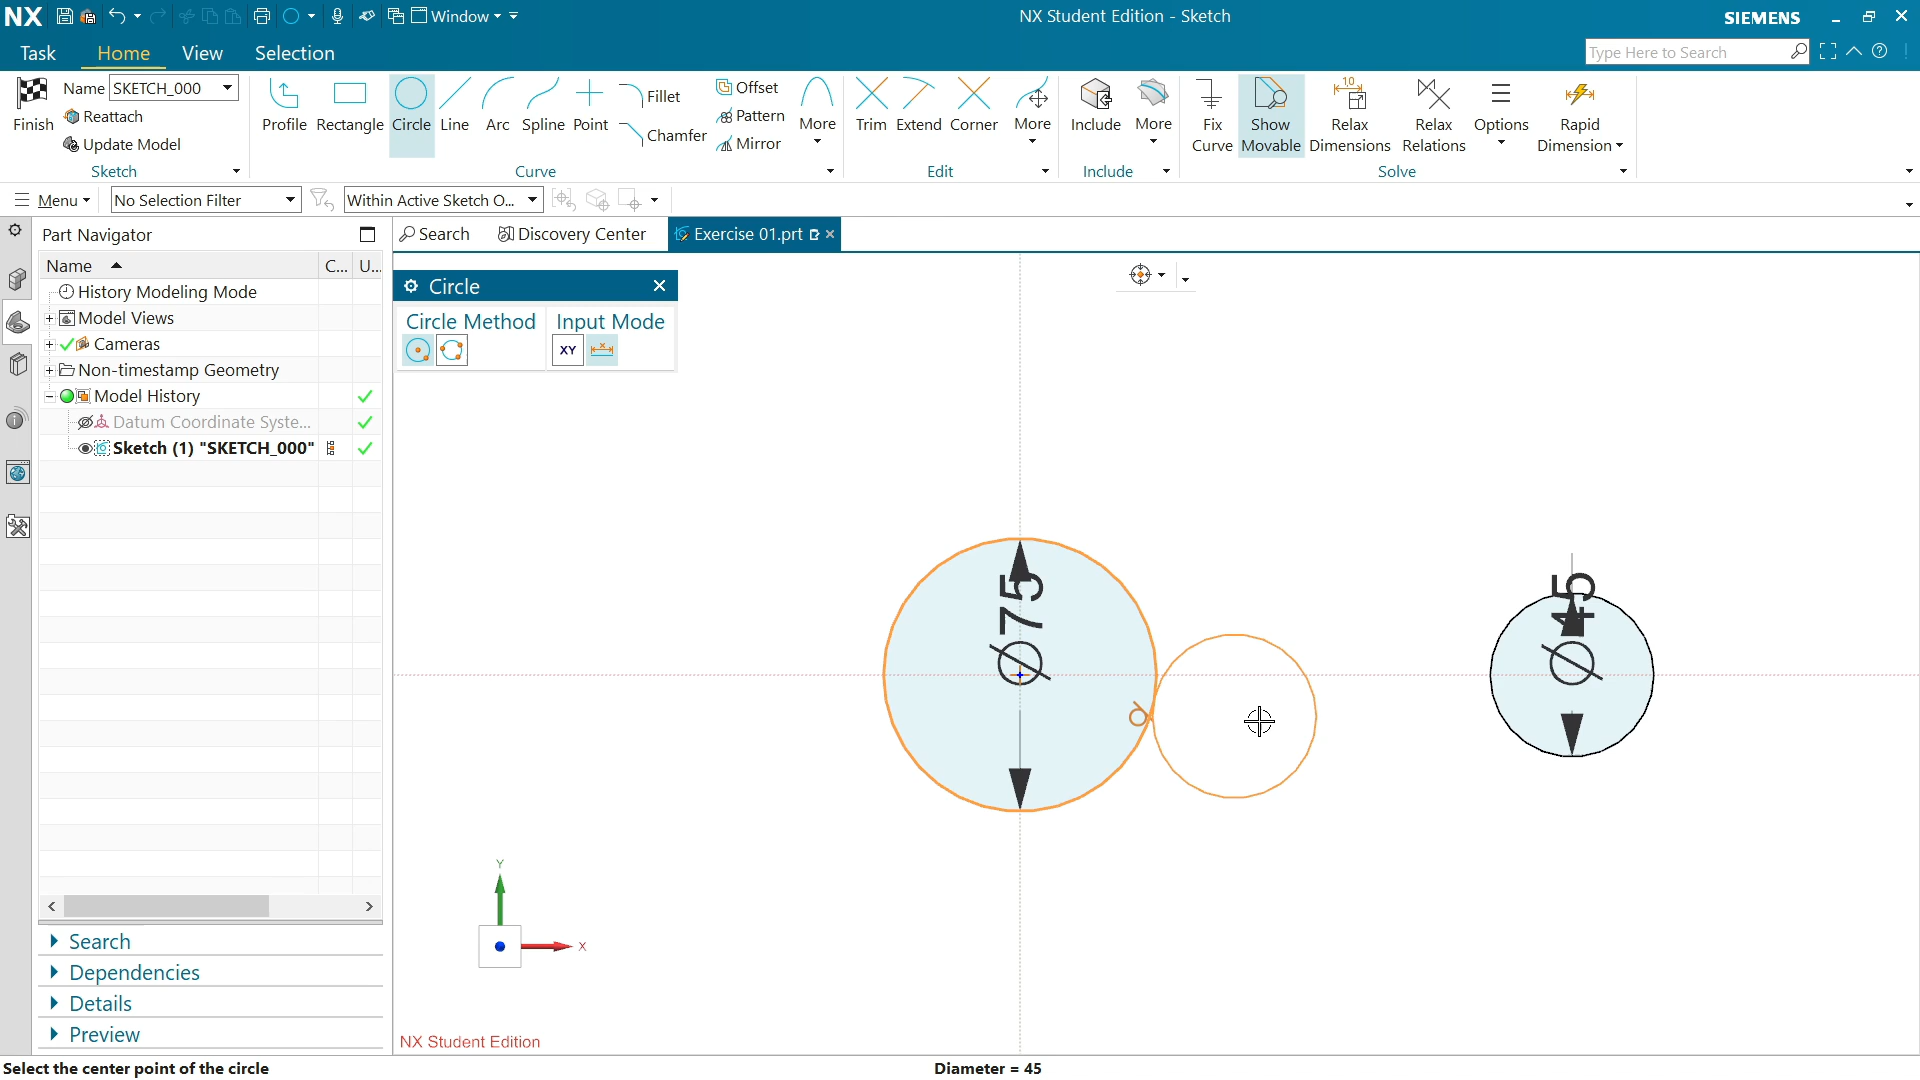 NX
Window
NX Student Edition - Sketch
SIEMENS
Task
Home
View
Selection
Type Here to Search
Finish
Name
SKETCH_000
Reattach
Update Model
Sketch
Profile
Rectangle
Circle
Line
Arc
Spline
Point
Fillet
Chamfer
Offset
Pattern
Mirror
More
Curve
Trim
Extend
Corner
More
Edit
Include
More
Include
Fix
Curve
Show
Movable
Relax
Dimensions
Relax
Relations
Options
Rapid
Dimension
Solve
Menu
No Selection Filter
Within Active Sketch O...
Part Navigator
Search
Discovery Center
Exercise 01.prt
Name
C...
U...
History Modeling Mode
Model Views
Cameras
Non-timestamp Geometry
Model History
Datum Coordinate Syste...
Sketch (1) "SKETCH_000"
Circle
Circle Method
Input Mode
XY
Ø75
Ø45
Y
X
Search
Dependencies
Details
Preview
NX Student Edition
Select the center point of the circle
Diameter = 45